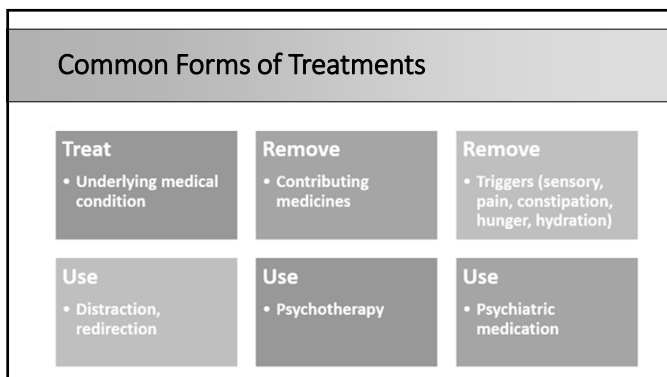 Common Forms of Treatments
Treat
• Underlying medical
condition
Remove
• Contributing
medicines
Remove
• Triggers (sensory,
pain, constipation,
hunger, hydration)
Use
• Distraction,
redirection
Use
• Psychotherapy
Use
• Psychiatric
medication